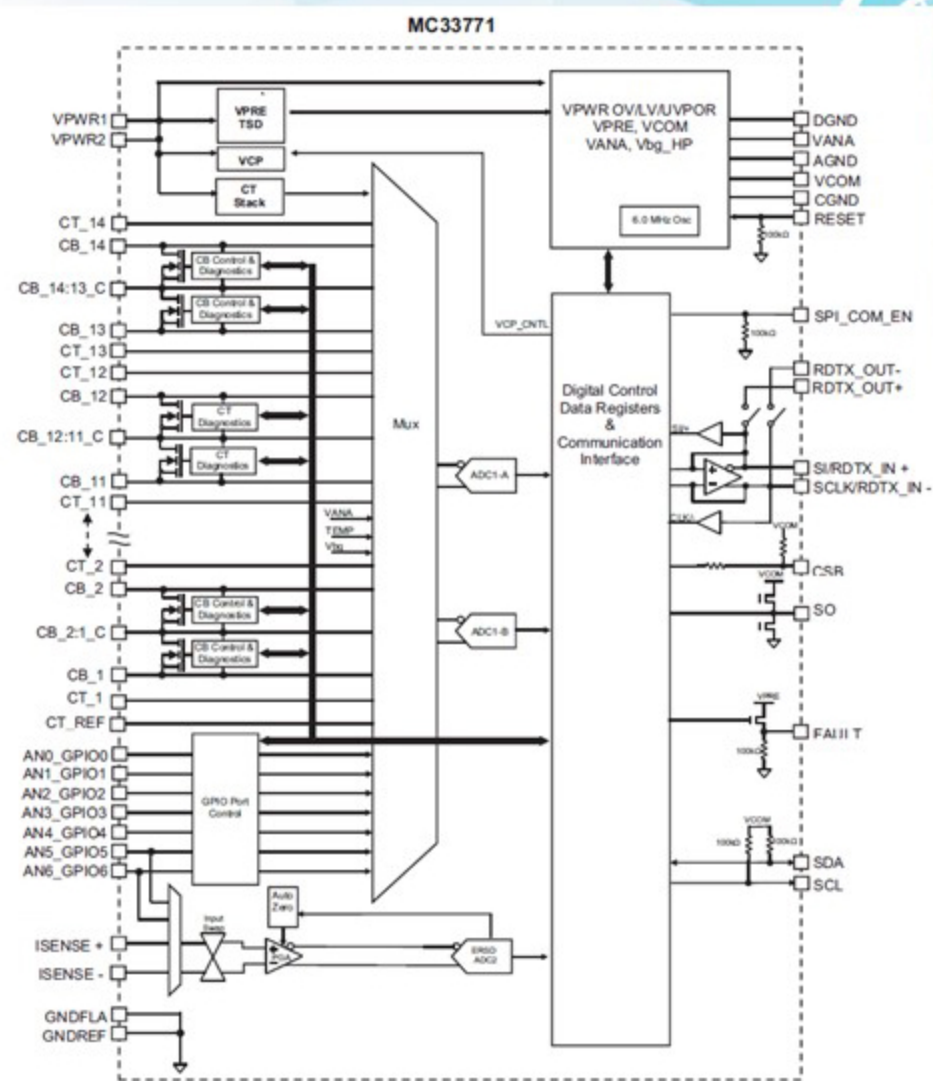 MC33771
VPWR1
VPWR2
VPRE
TSD
VCP
CT
Stack
VPWR OV/LV/UVPOR
VPRE, VCOM
VANA, Vbg_HP
6.0 MHz Osc
DGND
VANA
AGND
VCOM
CGND
RESET
100kΩ
CT_14
CB_14
CB Control &
Diagnostics
CB_14:13_C
CB Control &
Diagnostics
CB_13
CT_13
CT_12
CB_12
CT
Diagnostics
CB_12:11_C
CT
Diagnostics
CB_11
CT_11
CT_2
CB_2
CB Control &
Diagnostics
CB_2:1_C
CB Control &
Diagnostics
CB_1
CT_1
CT_REF
AN0_GPIO0
AN1_GPIO1
AN2_GPIO2
AN3_GPIO3
AN4_GPIO4
AN5_GPIO5
AN6_GPIO6
GPIO Port
Control
ISENSE +
ISENSE -
GNDFLA
GNDREF
Input
Swap
Auto
Zero
PGA
ADC2
Mux
VANA
TEMP
Vbg
ADC1-A
ADC1-B
VCP_CNTL
Digital Control
Data Registers
&
Communication
Interface
SPI_COM_EN
100kΩ
RDTX_OUT-
RDTX_OUT+
SI/RDTX_IN +
SCLK/RDTX_IN -
VCOM
CSB
VCOM
SO
VPRE
FAULT
100kΩ
VCOM
100kΩ
100kΩ
SDA
SCL